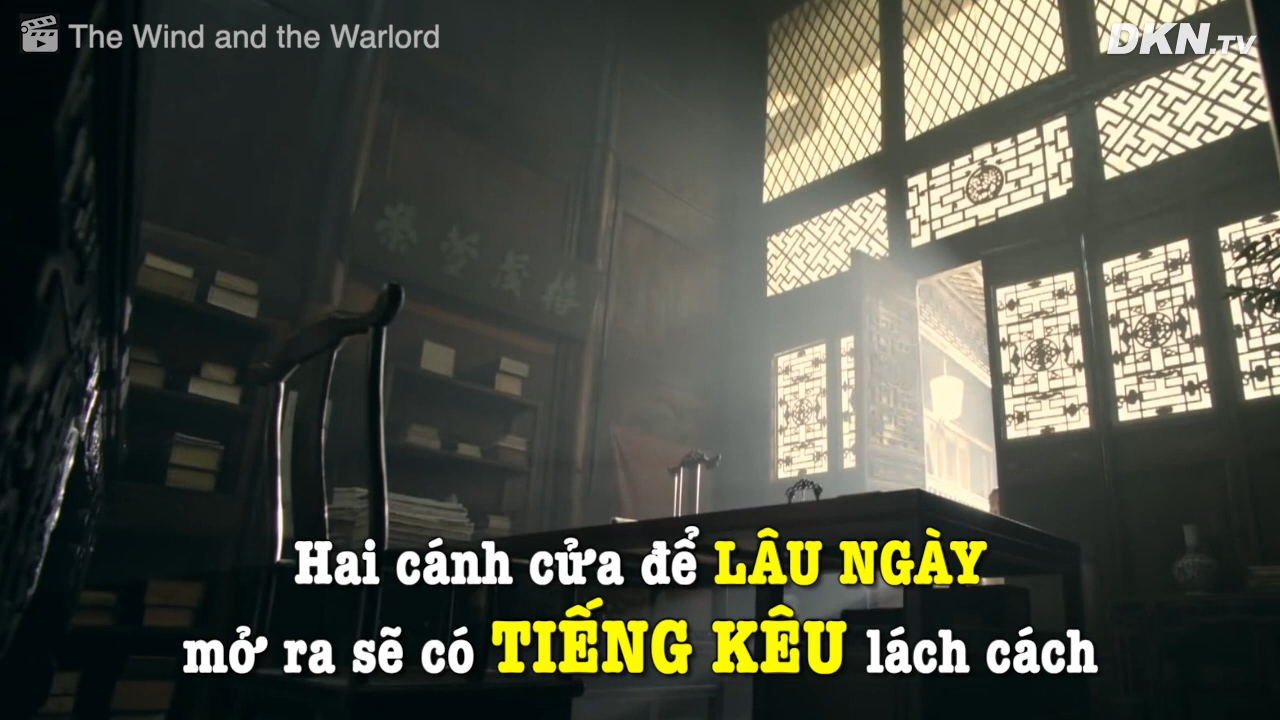 The Wind and the Warlord
DKN.TV
Hai cánh cửa để LÂU NGÀY
mở ra sẽ có TIẾNG KÊU lách cách